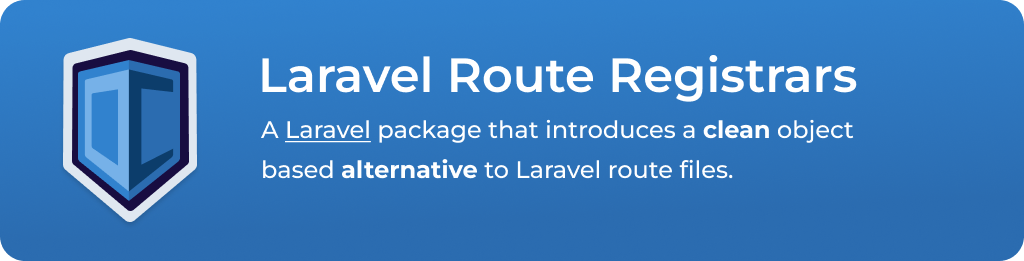 Laravel Route Registrars
A Laravel package that introduces a clean object
based alternative to Laravel route files.